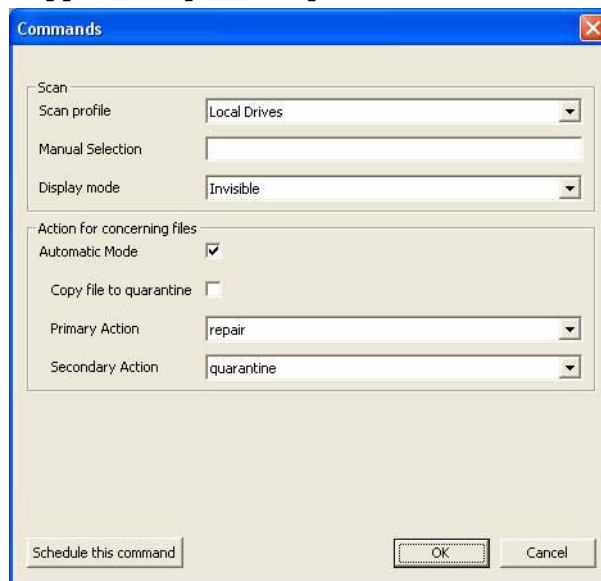 Commands
Scan
Scan profile Local Drives
Manual Selection
Display mode Invisible
Action for concerning files
Automatic Mode
Copy file to quarantine
Primary Action repair
Secondary Action quarantine
Schedule this command OK Cancel